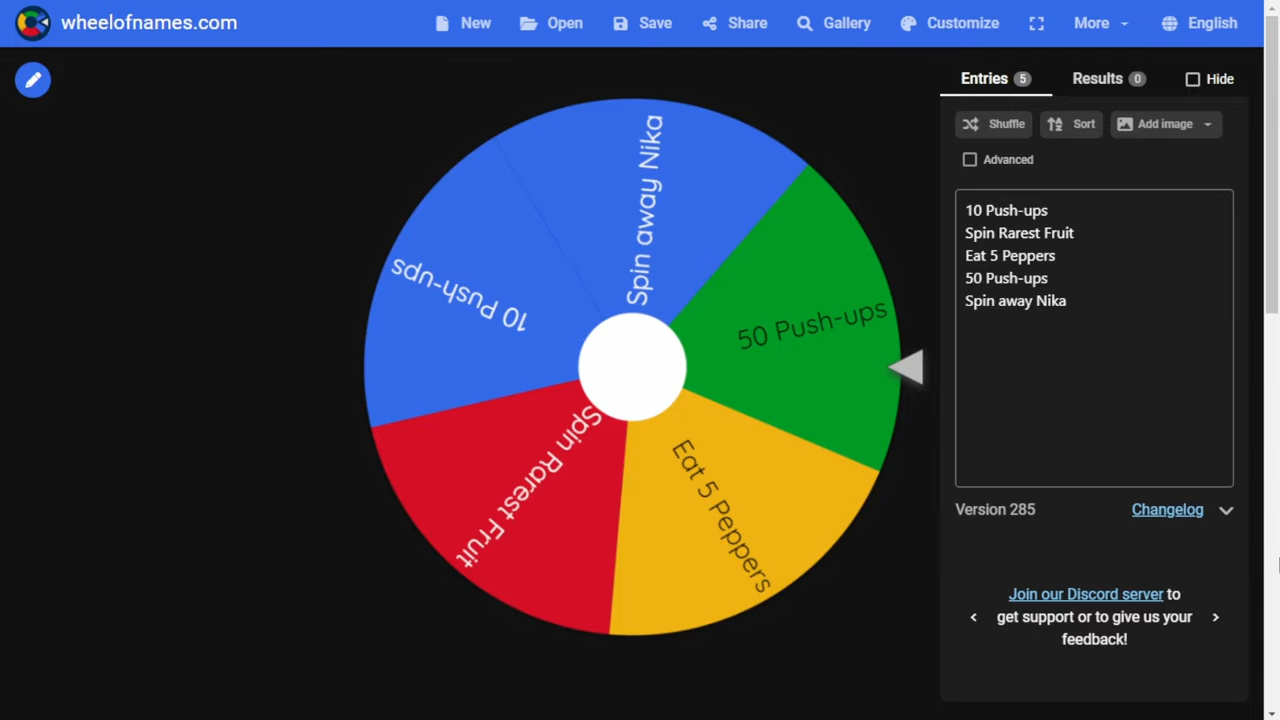 wheelofnames.com
New
Open
Save
Share
Gallery
Customize
More
English
Entries 5
Results 0
Hide
Shuffle
Sort
Add image
Advanced
10 Push-ups
Spin Rarest Fruit
Eat 5 Peppers
50 Push-ups
Spin away Nika
Spin away Nika
50 Push-ups
10 Push-ups
Spin Rarest Fruit
Eat 5 Peppers
Version 285
Changelog
Join our Discord server to
get support or to give us your
feedback!